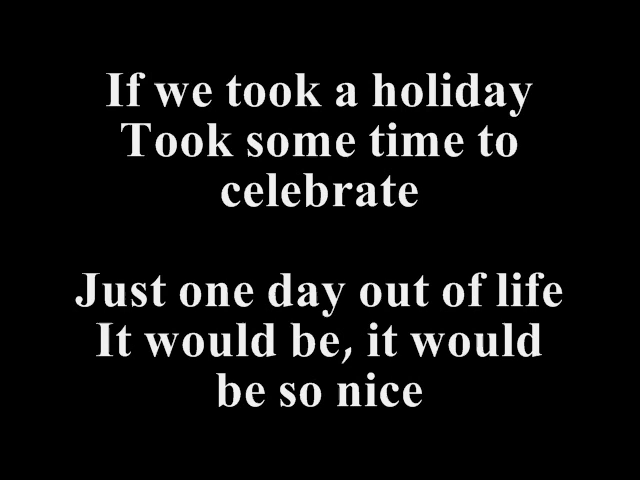 If we took a holiday
Took some time to
celebrate
Just one day out of life
It would be, it would
be so nice